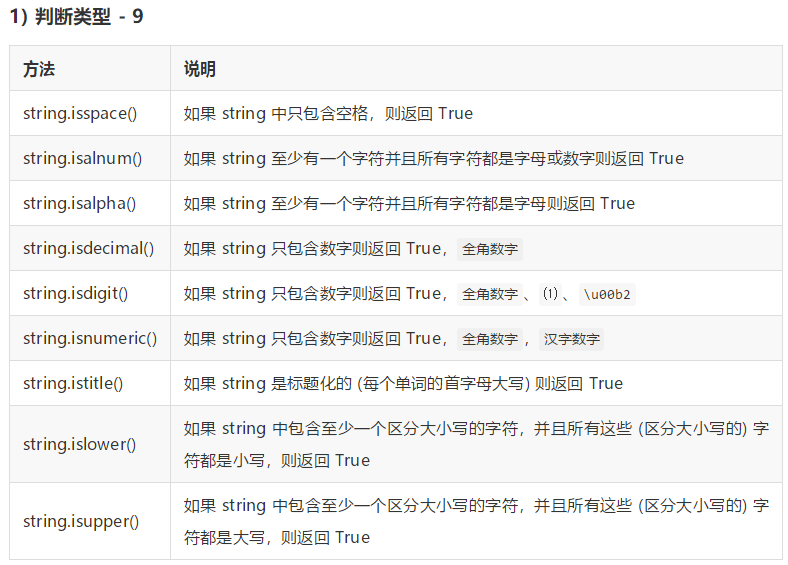 1) 判断类型 - 9
方法 说明
string.isspace() 如果 string 中只包含空格，则返回 True
string.isalnum() 如果 string 至少有一个字符并且所有字符都是字母或数字则返回 True
string.isalpha() 如果 string 至少有一个字符并且所有字符都是字母则返回 True
string.isdecimal() 如果 string 只包含数字则返回 True， 全角数字
string.isdigit() 如果 string 只包含数字则返回 True， 全角数字 、 ⑴ 、 \u00b2
string.isnumeric() 如果 string 只包含数字则返回 True， 全角数字 ， 汉字数字
string.istitle() 如果 string 是标题化的 (每个单词的首字母大写) 则返回 True
string.islower() 如果 string 中包含至少一个区分大小写的字符，并且所有这些 (区分大小写的) 字
符都是小写，则返回 True
string.isupper() 如果 string 中包含至少一个区分大小写的字符，并且所有这些 (区分大小写的) 字
符都是大写，则返回 True